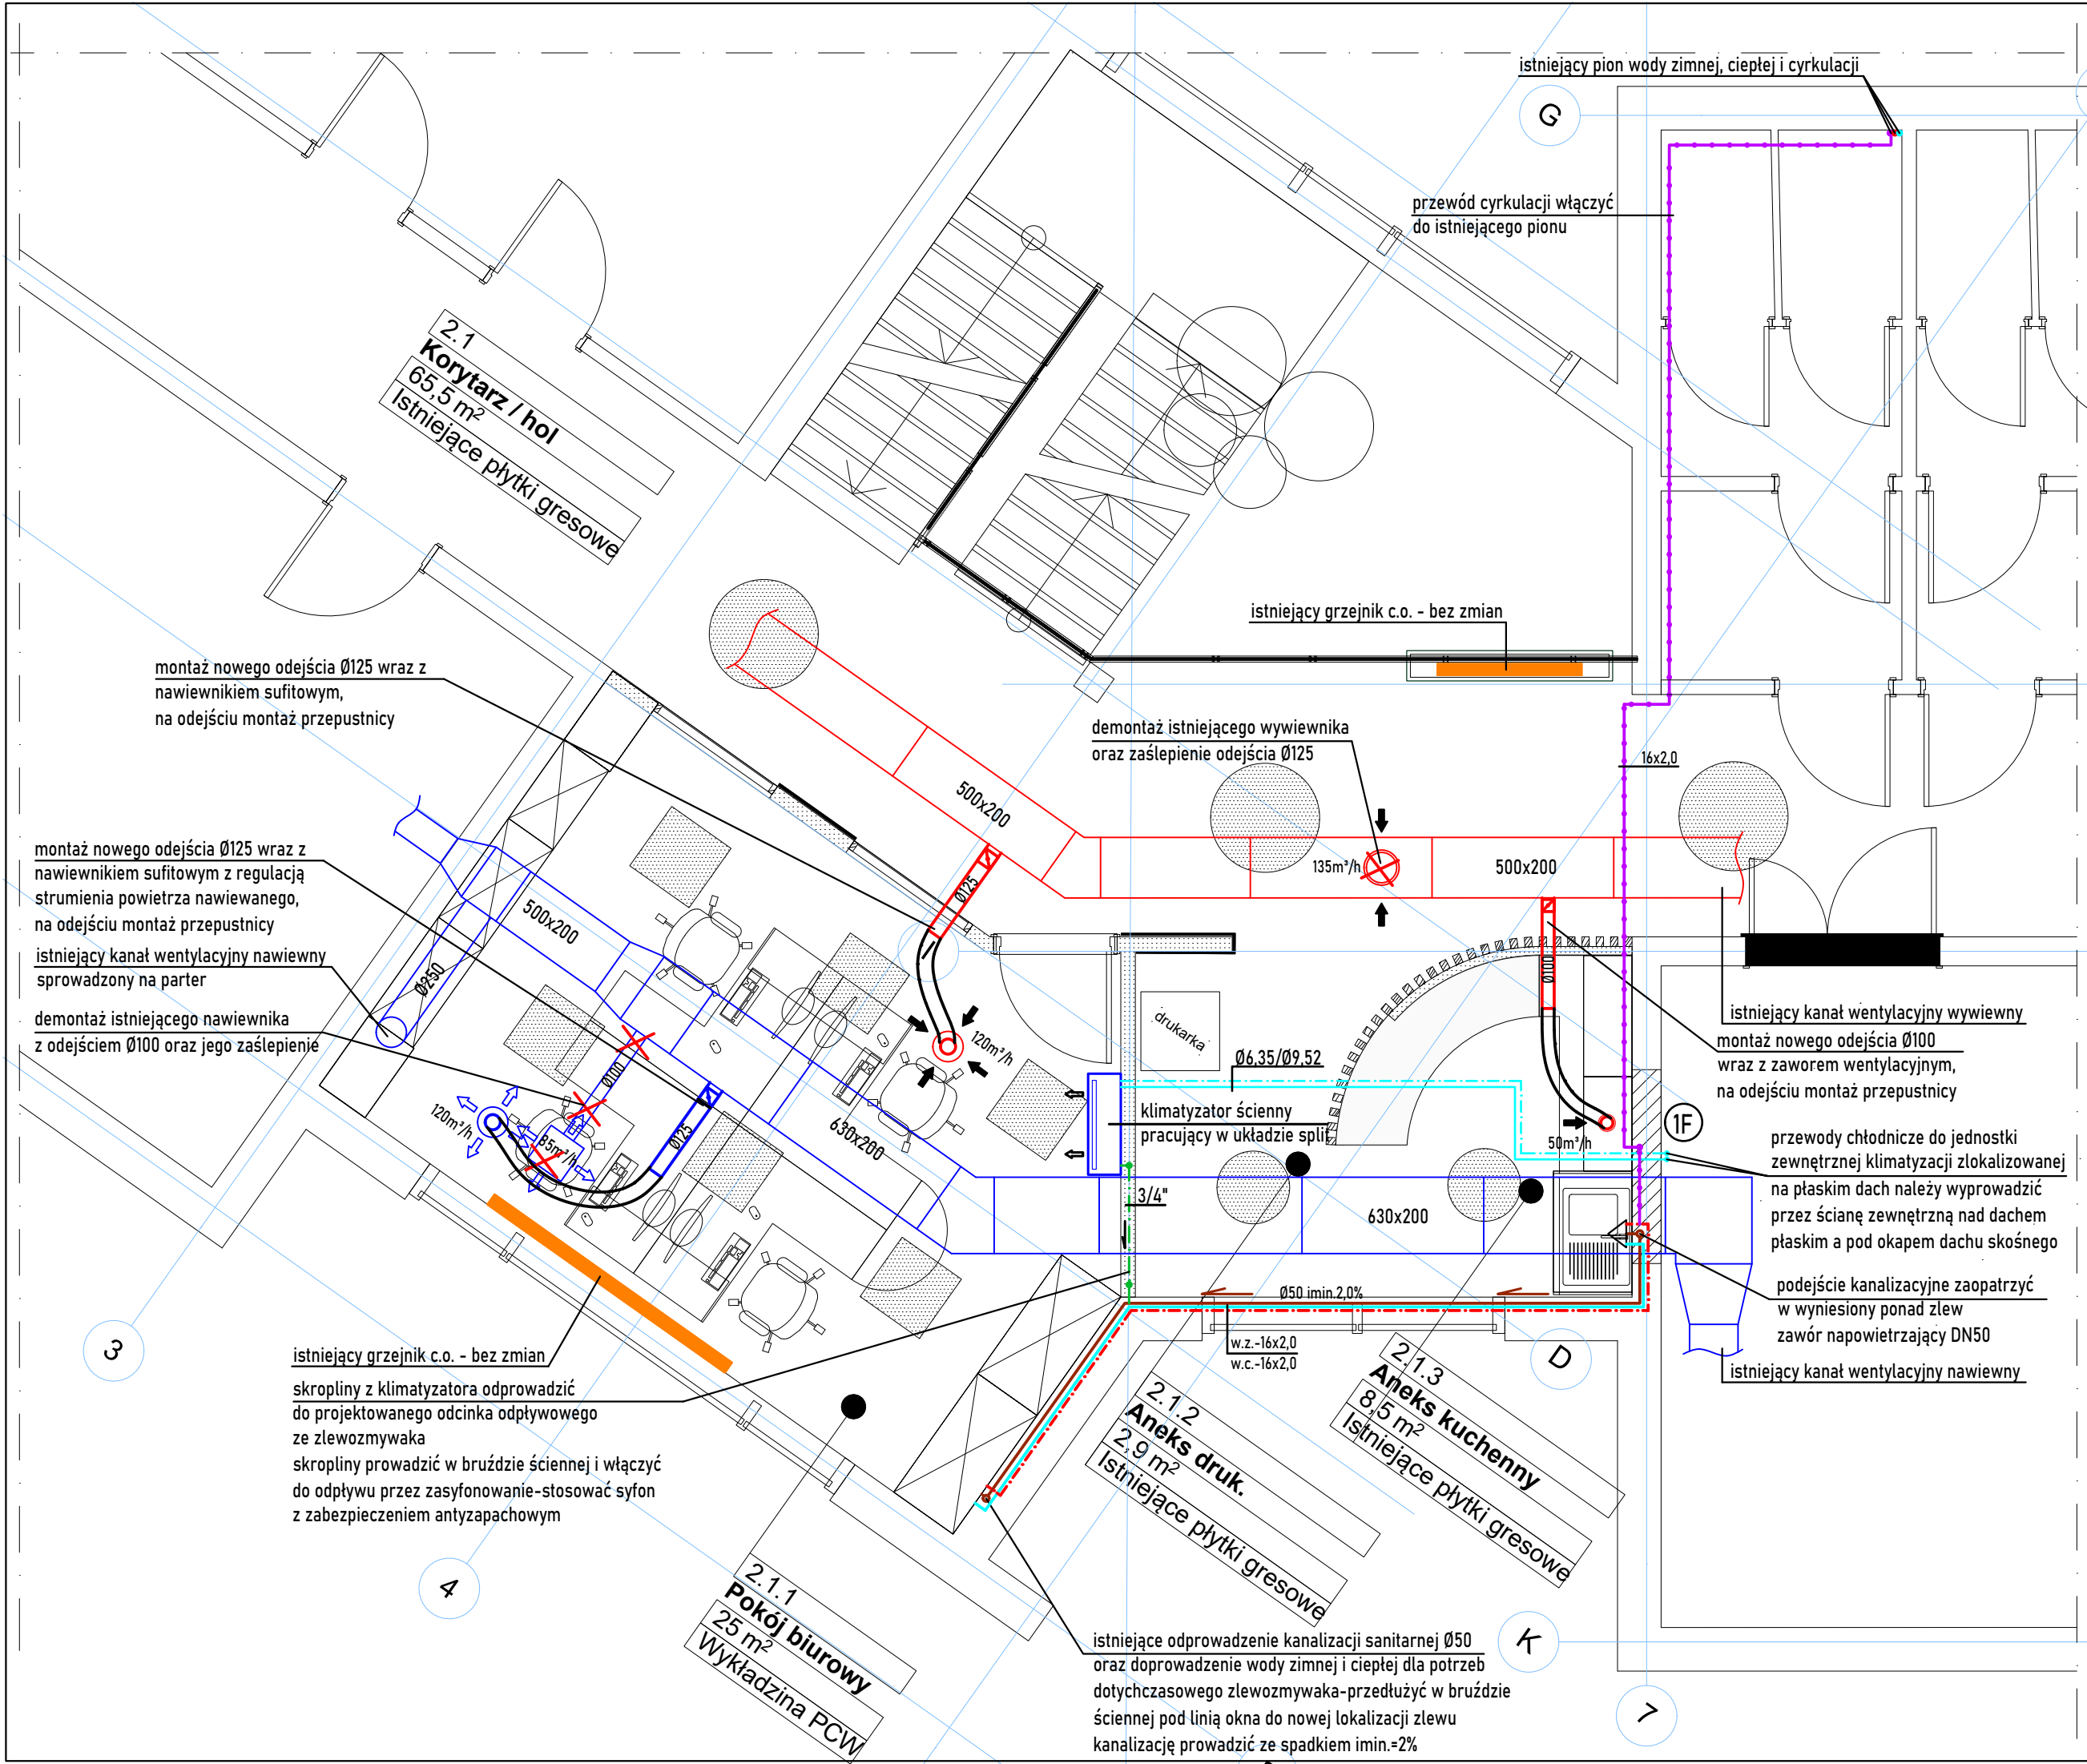 istniejący pion wody zimnej, ciepłej i cyrkulacji
G
przewód cyrkulacji włączyć
do istniejącego pionu
2.1
Korytarz / hol
65,5 m²
Istniejące płytki gresowe
istniejący grzejnik c.o. - bez zmian
montaż nowego odejścia Ø125 wraz z
nawiewnikiem sufitowym,
na odejściu montaż przepustnicy
demontaż istniejącego wywiewnika
oraz zaślepienie odejścia Ø125
16x2,0
500x200
135m³/h
500x200
montaż nowego odejścia Ø125 wraz z
nawiewnikiem sufitowym z regulacją
strumienia powietrza nawiewanego,
na odejściu montaż przepustnicy
istniejący kanał wentylacyjny nawiewny
sprowadzony na parter
demontaż istniejącego nawiewnika
z odejściem Ø100 oraz jego zaślepienie
500x200
Ø250
Ø125
Ø100
Ø100
120m³/h
120m³/h
85m³/h
Ø125
630x200
drukarka
Ø6,35/Ø9,52
klimatyzator ścienny
pracujący w układzie split
50m³/h
1F
istniejący kanał wentylacyjny wywiewny
montaż nowego odejścia Ø100
wraz z zaworem wentylacyjnym,
na odejściu montaż przepustnicy
przewody chłodnicze do jednostki
zewnętrznej klimatyzacji zlokalizowanej
na płaskim dach należy wyprowadzić
przez ścianę zewnętrzną nad dachem
płaskim a pod okapem dachu skośnego
3/4"
630x200
podejście kanalizacyjne zaopatrzyć
w wyniesiony ponad zlew
zawór napowietrzający DN50
Ø50 imin.2,0%
w.z.-16x2,0
w.c.-16x2,0
istniejący kanał wentylacyjny nawiewny
3
D
istniejący grzejnik c.o. - bez zmian
skropliny z klimatyzatora odprowadzić
do projektowanego odcinka odpływowego
ze zlewozmywaka
skropliny prowadzić w bruździe ściennej i włączyć
do odpływu przez zasyfonowanie-stosować syfon
z zabezpieczeniem antyzapachowym
2.1.2
Aneks druk.
2,9 m²
Istniejące płytki gresowe
2.1.3
Aneks kuchenny
8,5 m²
Istniejące płytki gresowe
4
2.1.1
Pokój biurowy
25 m²
Wykładzina PCW
istniejące odprowadzenie kanalizacji sanitarnej Ø50
oraz doprowadzenie wody zimnej i ciepłej dla potrzeb
dotychczasowego zlewozmywaka-przedłużyć w bruździe
ściennej pod linią okna do nowej lokalizacji zlewu
kanalizację prowadzić ze spadkiem imin.=2%
K
7